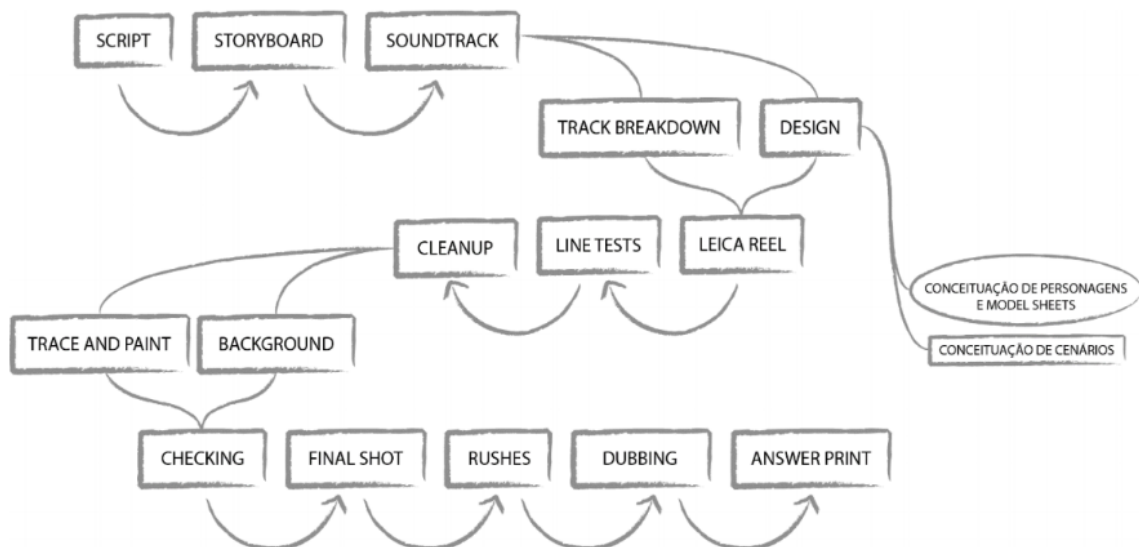 SCRIPT
STORYBOARD
SOUNDTRACK
TRACK BREAKDOWN
DESIGN
CLEANUP
LINE TESTS
LEICA REEL
CONCEITUAÇÃO DE PERSONAGENS
E MODEL SHEETS
TRACE AND PAINT
BACKGROUND
CONCEITUAÇÃO DE CENÁRIOS
CHECKING
FINAL SHOT
RUSHES
DUBBING
ANSWER PRINT